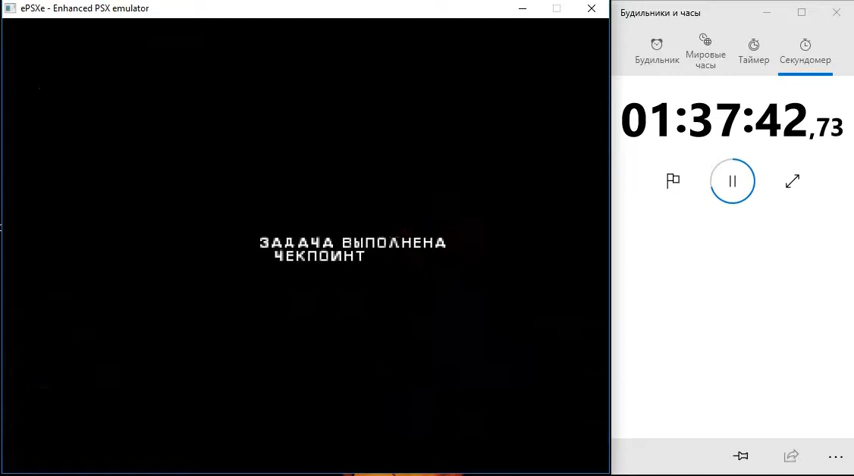 ePSXe - Enhanced PSX emulator
Будильники и часы
Будильник
Мировые
часы
Таймер
Секундомер
01:37:42,73
ЗАДАЧА ВЫПОЛНЕНА
ЧЕКПОИНТ